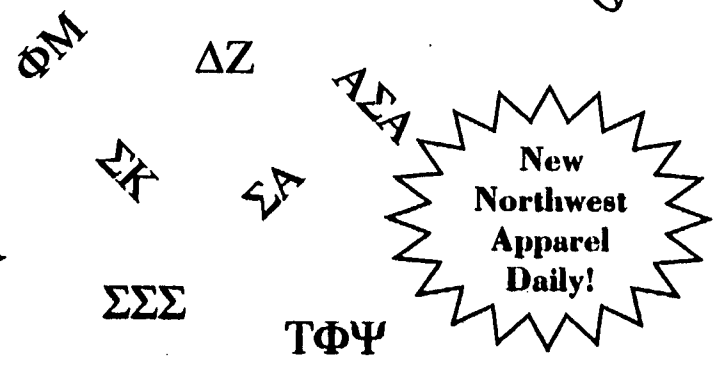 ΦΜ
ΔΖ
ΑΣΑ
ΣΚ
ΣΑ
ΣΣΣ
ΤΦΨ
New
Northwest
Apparel
Daily!